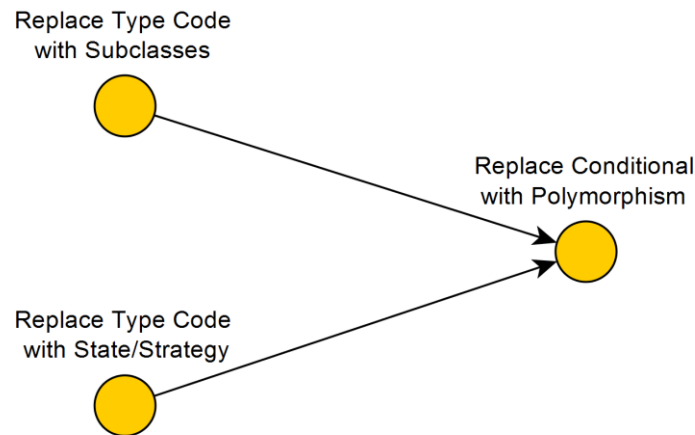 Replace Type Code
with Subclasses
Replace Conditional
with Polymorphism
Replace Type Code
with State/Strategy